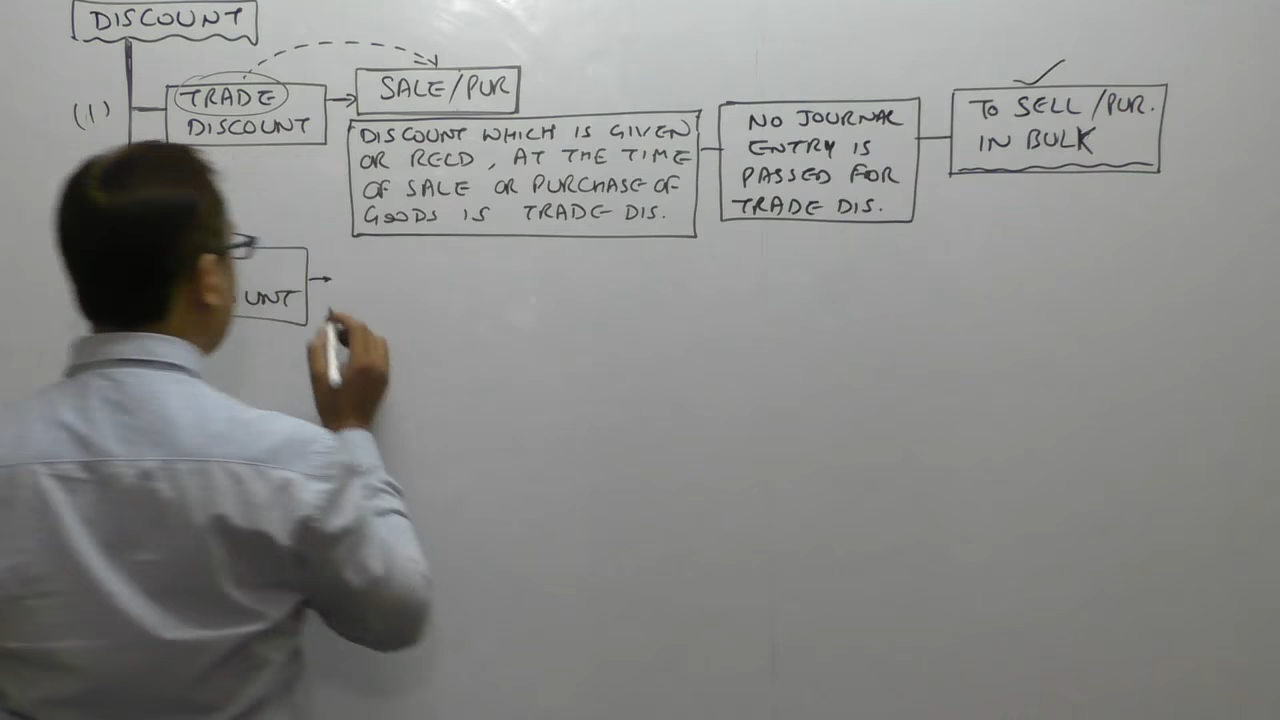 DISCOUNT
(1)
TRADE
DISCOUNT
SALE/PUR
DISCOUNT WHICH IS GIVEN
OR RECD, AT THE TIME
OF SALE OR PURCHASE OF
GOODS IS TRADE DIS.
NO JOURNAL
ENTRY IS
PASSED FOR
TRADE DIS.
TO SELL/PUR.
IN BULK
UNT